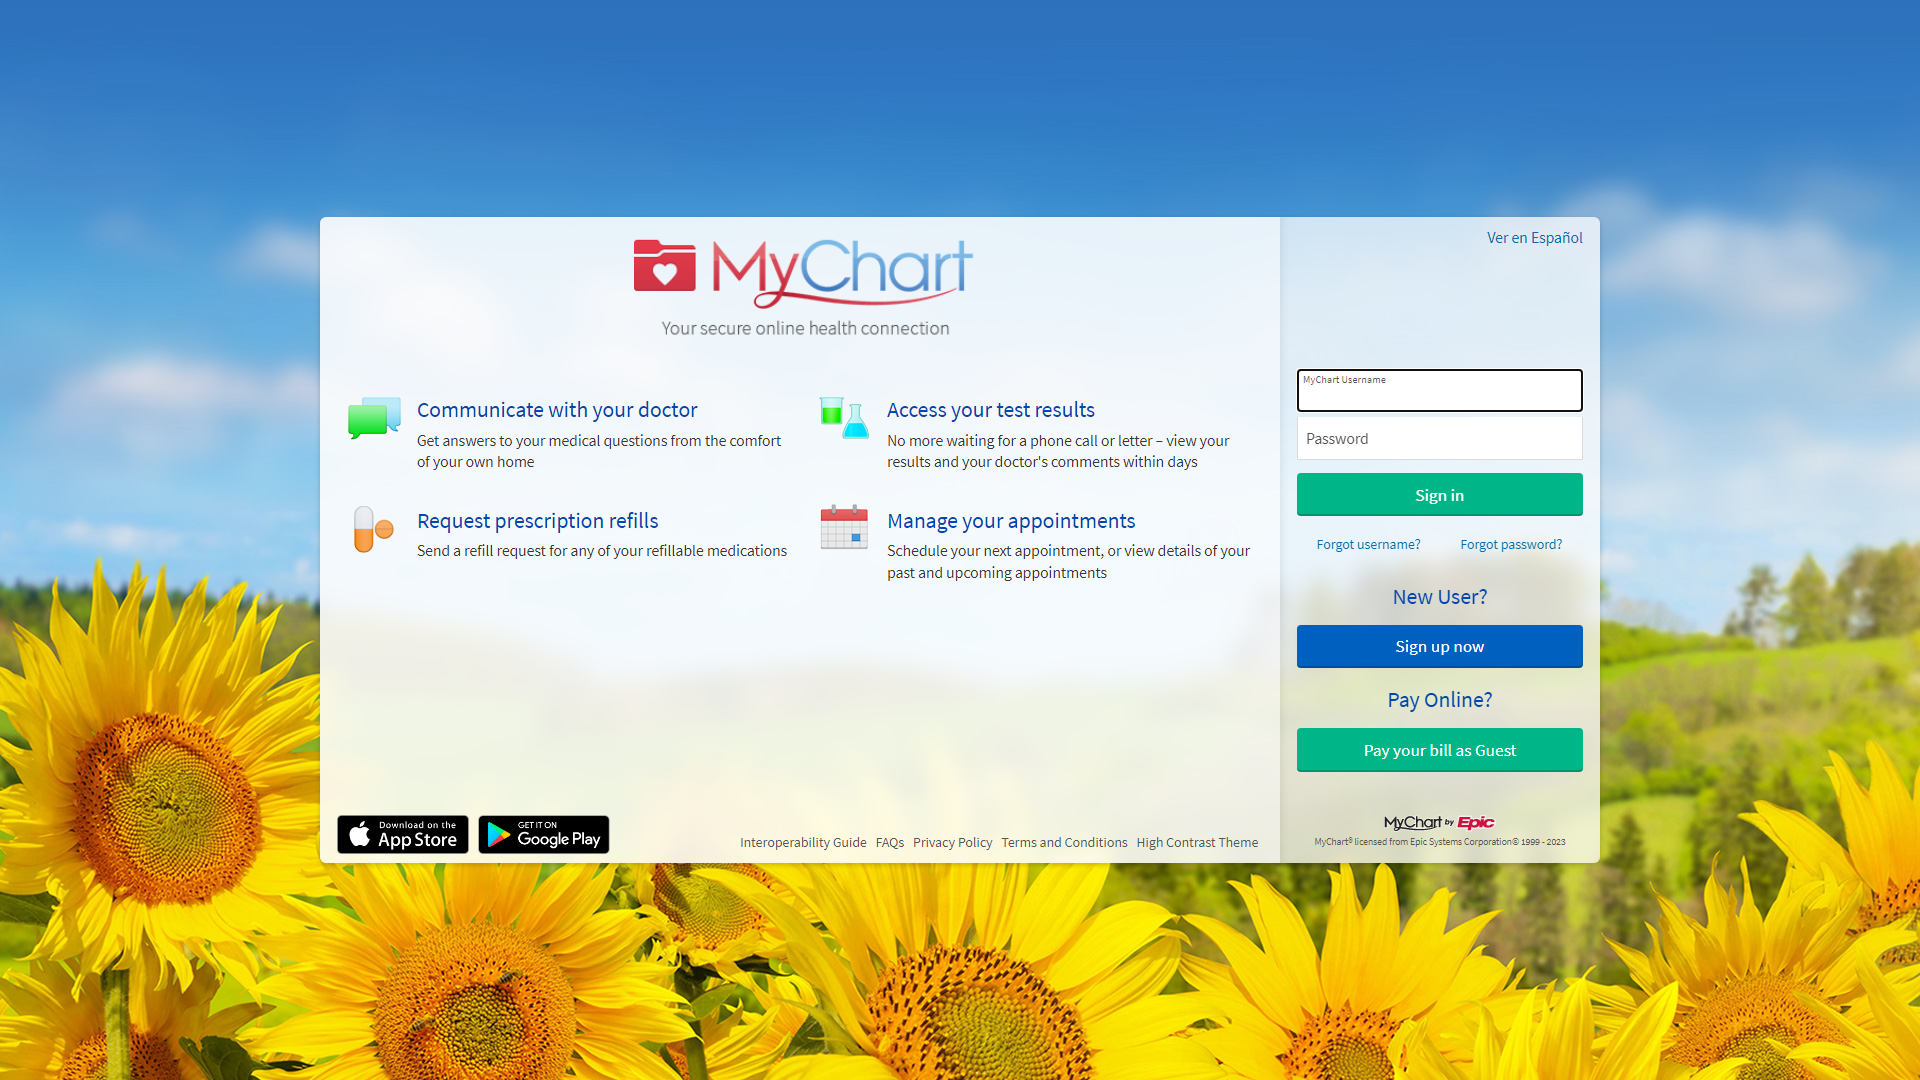 Ver en Español
MyChart
Your secure online health connection
MyChart Username
Password
Sign in
Forgot username? Forgot password?
New User?
Sign up now
Pay Online?
Pay your bill as Guest
Communicate with your doctor
Get answers to your medical questions from the comfort
of your own home
Access your test results
No more waiting for a phone call or letter – view your
results and your doctor's comments within days
Request prescription refills
Send a refill request for any of your refillable medications
Manage your appointments
Schedule your next appointment, or view details of your
past and upcoming appointments
Download on the
App Store
GET IT ON
Google Play
Interoperability Guide FAQs Privacy Policy Terms and Conditions High Contrast Theme
MyChart by Epic
MyChart® licensed from Epic Systems Corporation© 1999 - 2023